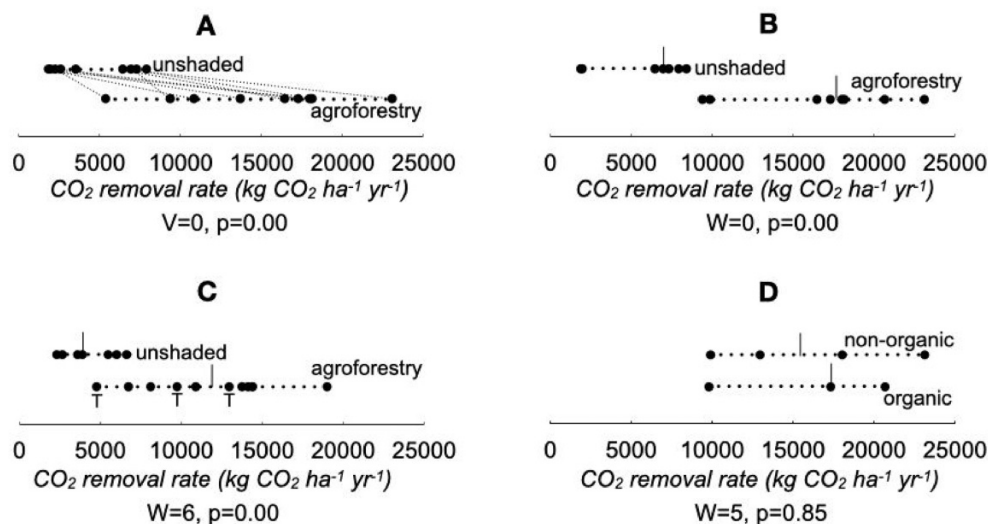 A
unshaded
agroforestry
0 5000 10000 15000 20000 25000
CO₂ removal rate (kg CO₂ ha⁻¹ yr⁻¹)
V=0, p=0.00
B
unshaded
agroforestry
0 5000 10000 15000 20000 25000
CO₂ removal rate (kg CO₂ ha⁻¹ yr⁻¹)
W=0, p=0.00
C
unshaded
agroforestry
T T T
0 5000 10000 15000 20000 25000
CO₂ removal rate (kg CO₂ ha⁻¹ yr⁻¹)
W=6, p=0.00
D
non-organic
organic
0 5000 10000 15000 20000 25000
CO₂ removal rate (kg CO₂ ha⁻¹ yr⁻¹)
W=5, p=0.85